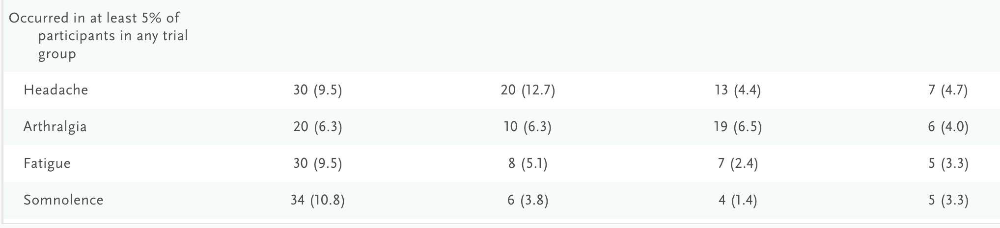 Occurred in at least 5% of
participants in any trial
group
Headache 30 (9.5) 20 (12.7) 13 (4.4) 7 (4.7)
Arthralgia 20 (6.3) 10 (6.3) 19 (6.5) 6 (4.0)
Fatigue 30 (9.5) 8 (5.1) 7 (2.4) 5 (3.3)
Somnolence 34 (10.8) 6 (3.8) 4 (1.4) 5 (3.3)